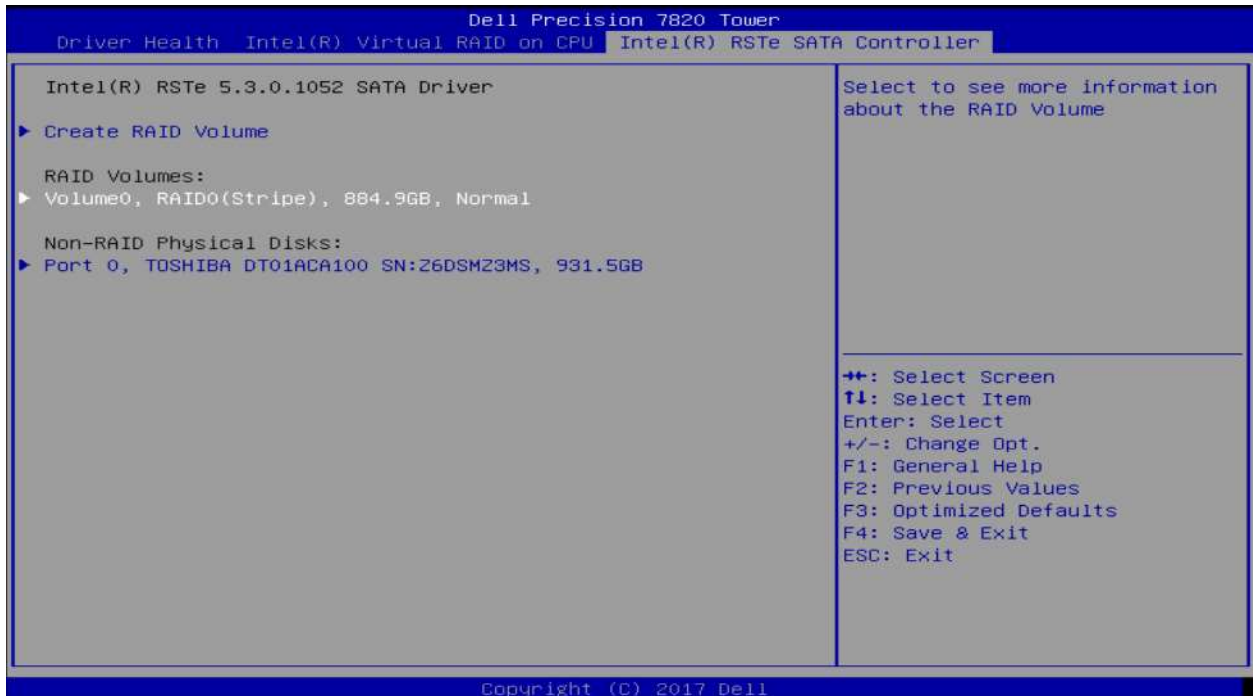 Dell Precision 7820 Tower
Driver Health Intel(R) Virtual RAID on CPU Intel(R) RSTe SATA Controller
Intel(R) RSTe 5.3.0.1052 SATA Driver
Create RAID Volume
RAID Volumes:
Volume0, RAID0(Stripe), 884.9GB, Normal
Non-RAID Physical Disks:
Port 0, TOSHIBA DT01ACA100 SN:Z6DSMZ3MS, 931.5GB
Select to see more information
about the RAID Volume
→←: Select Screen
↑↓: Select Item
Enter: Select
+/-: Change Opt.
F1: General Help
F2: Previous Values
F3: Optimized Defaults
F4: Save & Exit
ESC: Exit
Copyright (C) 2017 Dell